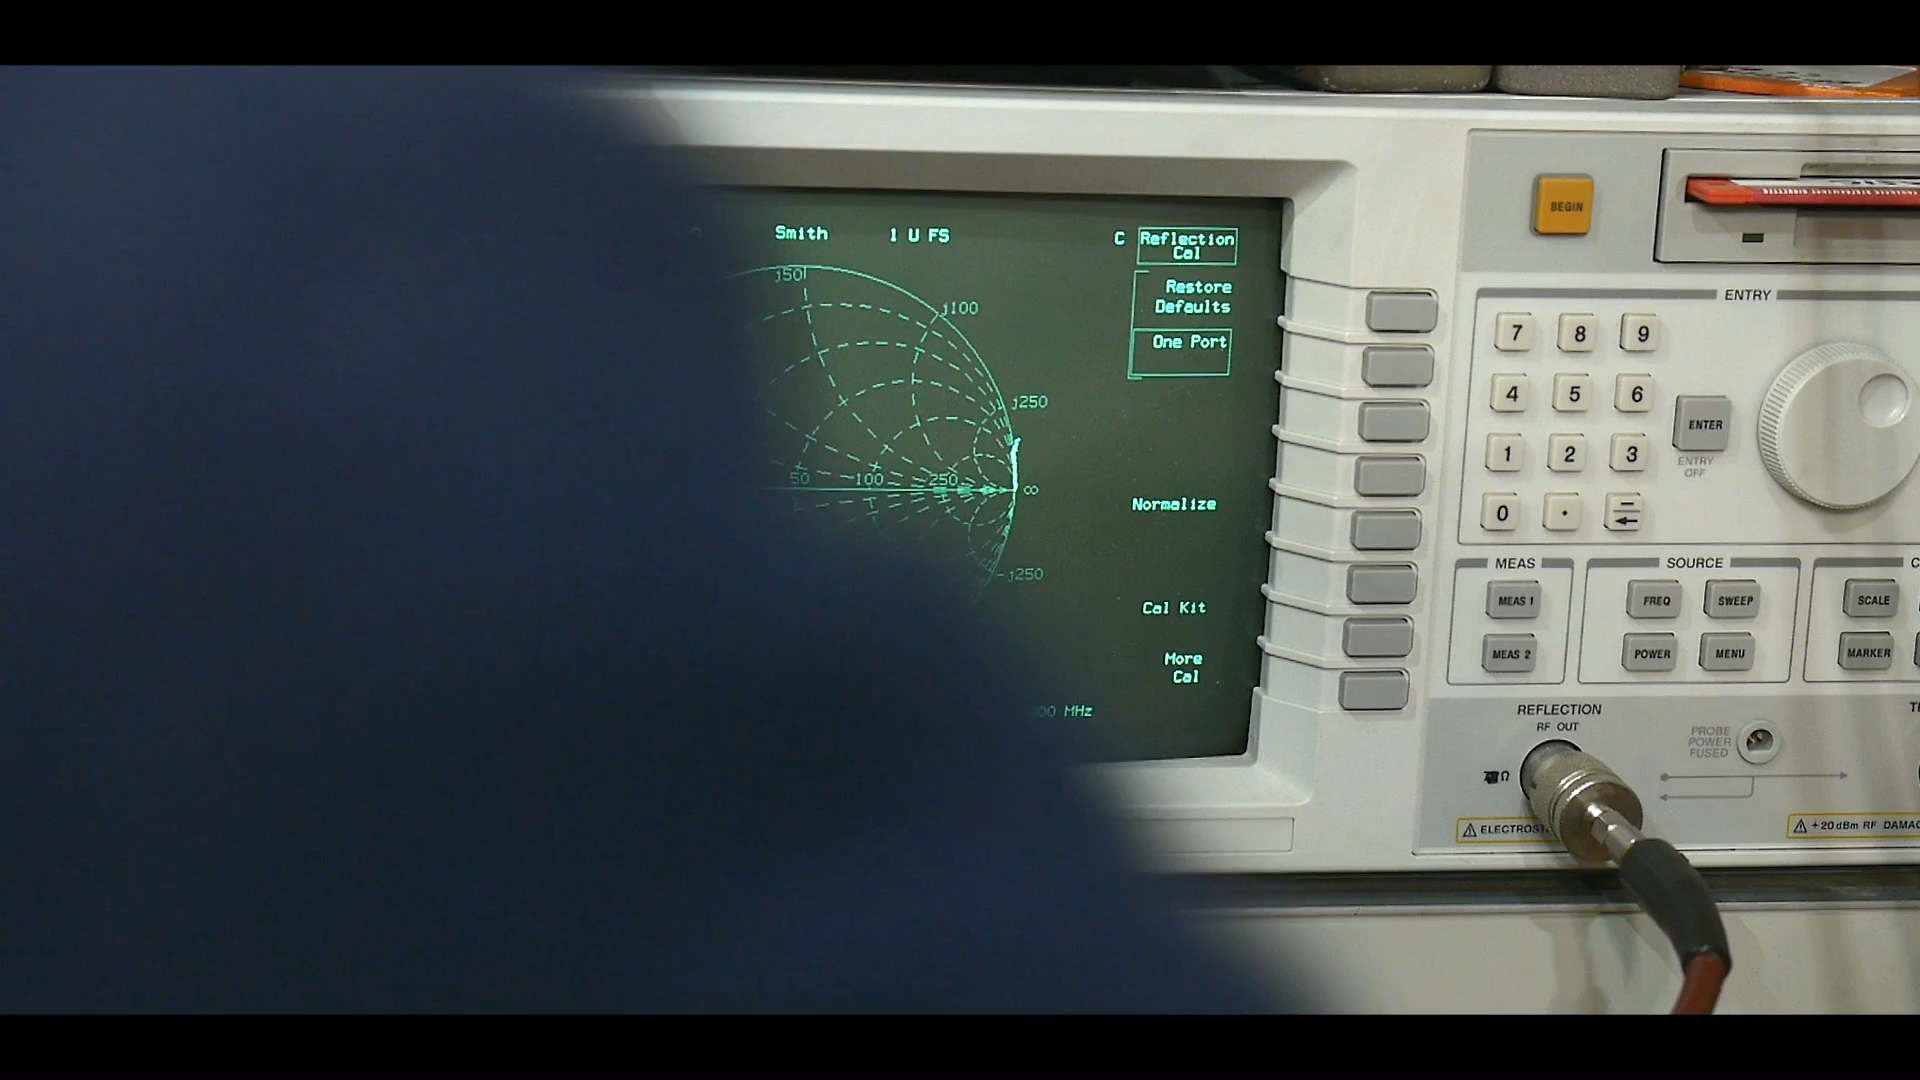 Smith 1 U FS
C Reflection
Cal
Restore
Defaults
One Port
Normalize
Cal Kit
More
Cal
MHz
j50
j100
j250
50 100 250 ∞
-j250
BEGIN
ENTRY
7 8 9
4 5 6
1 2 3
0 .
ENTER
ENTRY
OFF
MEAS
MEAS 1
MEAS 2
SOURCE
FREQ SWEEP
POWER MENU
SCALE
MARKER
REFLECTION
RF OUT
Ω
PROBE
POWER
FUSED
+20 dBm RF